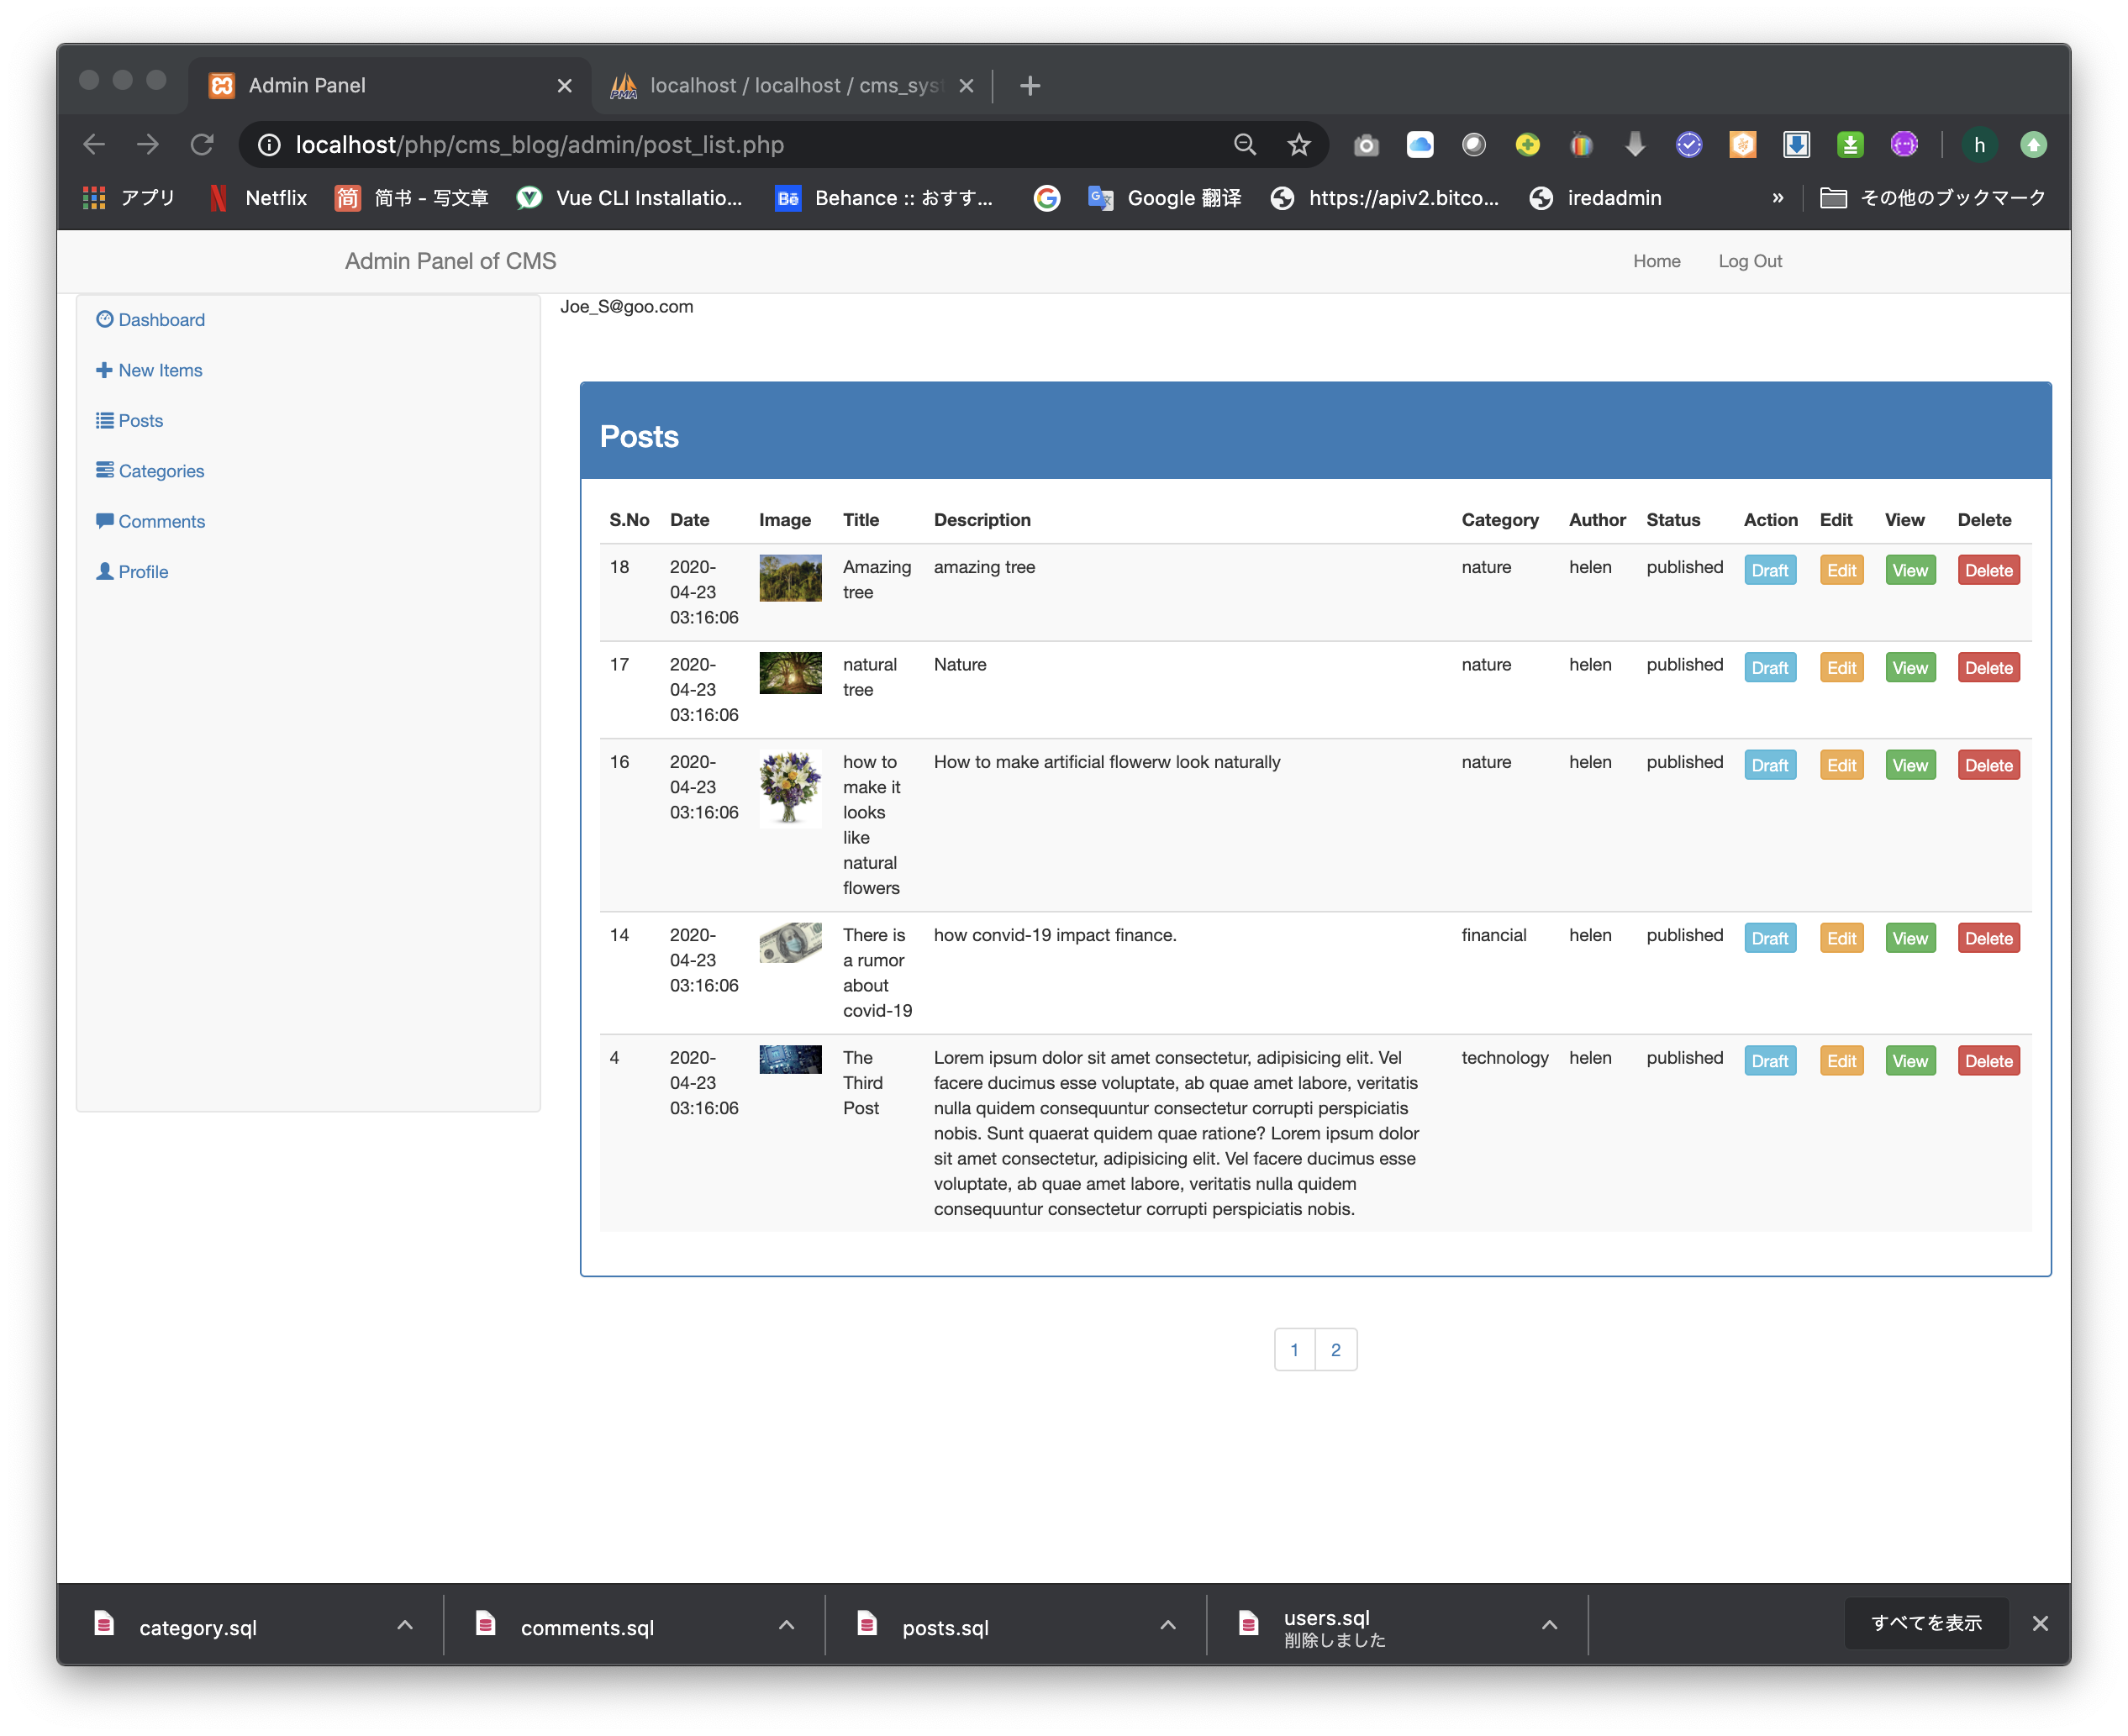 Admin Panel
localhost / localhost / cms_syst
localhost/php/cms_blog/admin/post_list.php
h
アプリ
Netflix
简书 - 写文章
Vue CLI Installatio...
Behance :: おすす...
Google 翻译
https://apiv2.bitco...
iredadmin
»
その他のブックマーク
Admin Panel of CMS
Home
Log Out
Dashboard
New Items
Posts
Categories
Comments
Profile
Joe_S@goo.com
Posts
S.No Date Image Title Description Category Author Status Action Edit View Delete
18 2020- Amazing amazing tree nature helen published Draft Edit View Delete
04-23 tree
03:16:06
17 2020- natural Nature nature helen published Draft Edit View Delete
04-23 tree
03:16:06
16 2020- how to How to make artificial flowerw look naturally nature helen published Draft Edit View Delete
04-23 make it
03:16:06 looks
like
natural
flowers
14 2020- There is how convid-19 impact finance. financial helen published Draft Edit View Delete
04-23 a rumor
03:16:06 about
covid-19
4 2020- The Lorem ipsum dolor sit amet consectetur, adipisicing elit. Vel technology helen published Draft Edit View Delete
04-23 Third facere ducimus esse voluptate, ab quae amet labore, veritatis
03:16:06 Post nulla quidem consequuntur consectetur corrupti perspiciatis
nobis. Sunt quaerat quidem quae ratione? Lorem ipsum dolor
sit amet consectetur, adipisicing elit. Vel facere ducimus esse
voluptate, ab quae amet labore, veritatis nulla quidem
consequuntur consectetur corrupti perspiciatis nobis.
1 2
category.sql
comments.sql
posts.sql
users.sql
削除しました
すべてを表示